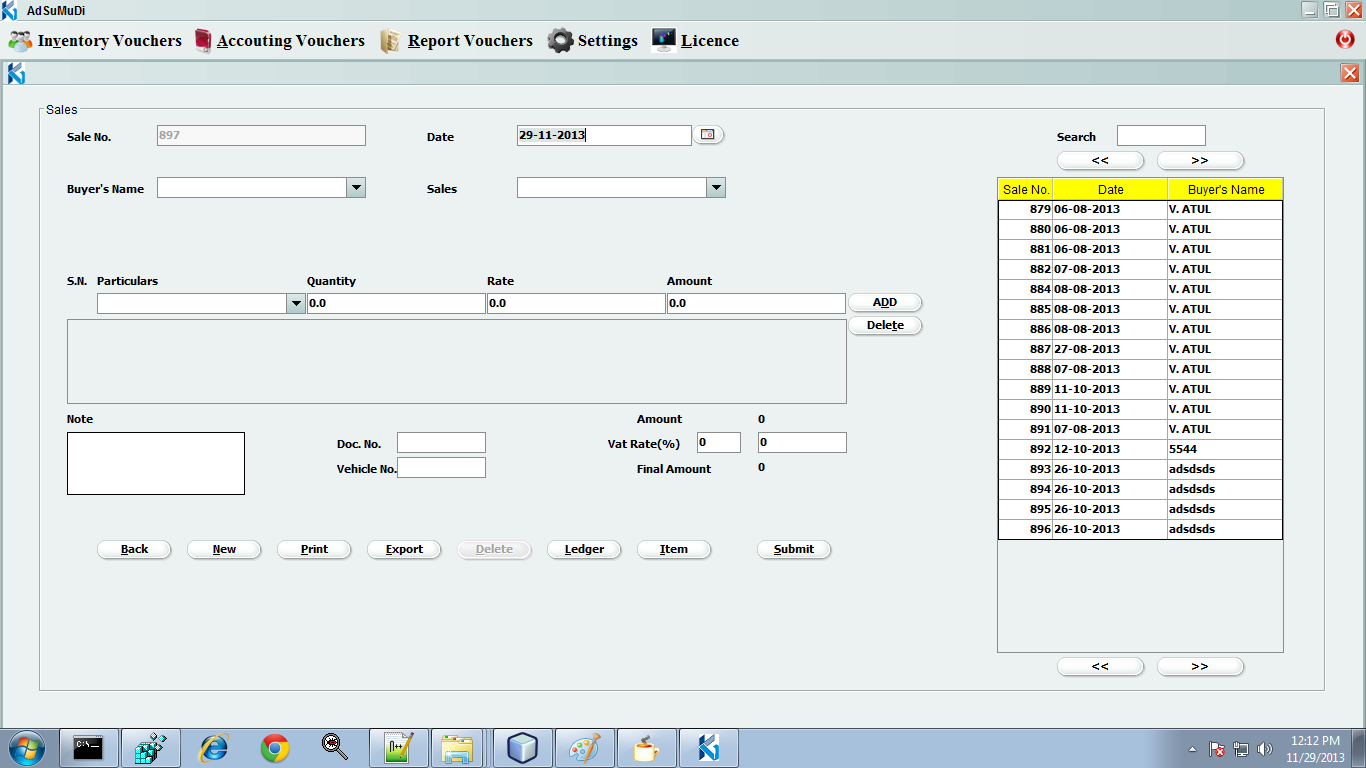 AdSuMuDi
Inventory Vouchers Accouting Vouchers Report Vouchers Settings Licence
Sales
Sale No. 897 Date 29-11-2013 Search
<< >>
Buyer's Name Sales
Sale No. Date Buyer's Name
879 06-08-2013 V. ATUL
880 06-08-2013 V. ATUL
881 06-08-2013 V. ATUL
882 07-08-2013 V. ATUL
884 08-08-2013 V. ATUL
885 08-08-2013 V. ATUL
886 08-08-2013 V. ATUL
887 27-08-2013 V. ATUL
888 07-08-2013 V. ATUL
889 11-10-2013 V. ATUL
890 11-10-2013 V. ATUL
891 07-08-2013 V. ATUL
892 12-10-2013 5544
893 26-10-2013 adsdsds
894 26-10-2013 adsdsds
895 26-10-2013 adsdsds
896 26-10-2013 adsdsds
<< >>
S.N. Particulars Quantity Rate Amount
0.0 0.0 0.0 ADD
Delete
Note Amount 0
Doc. No. Vat Rate(%) 0 0
Vehicle No. Final Amount 0
Back New Print Export Delete Ledger Item Submit
C:\-.
12:12 PM
11/29/2013